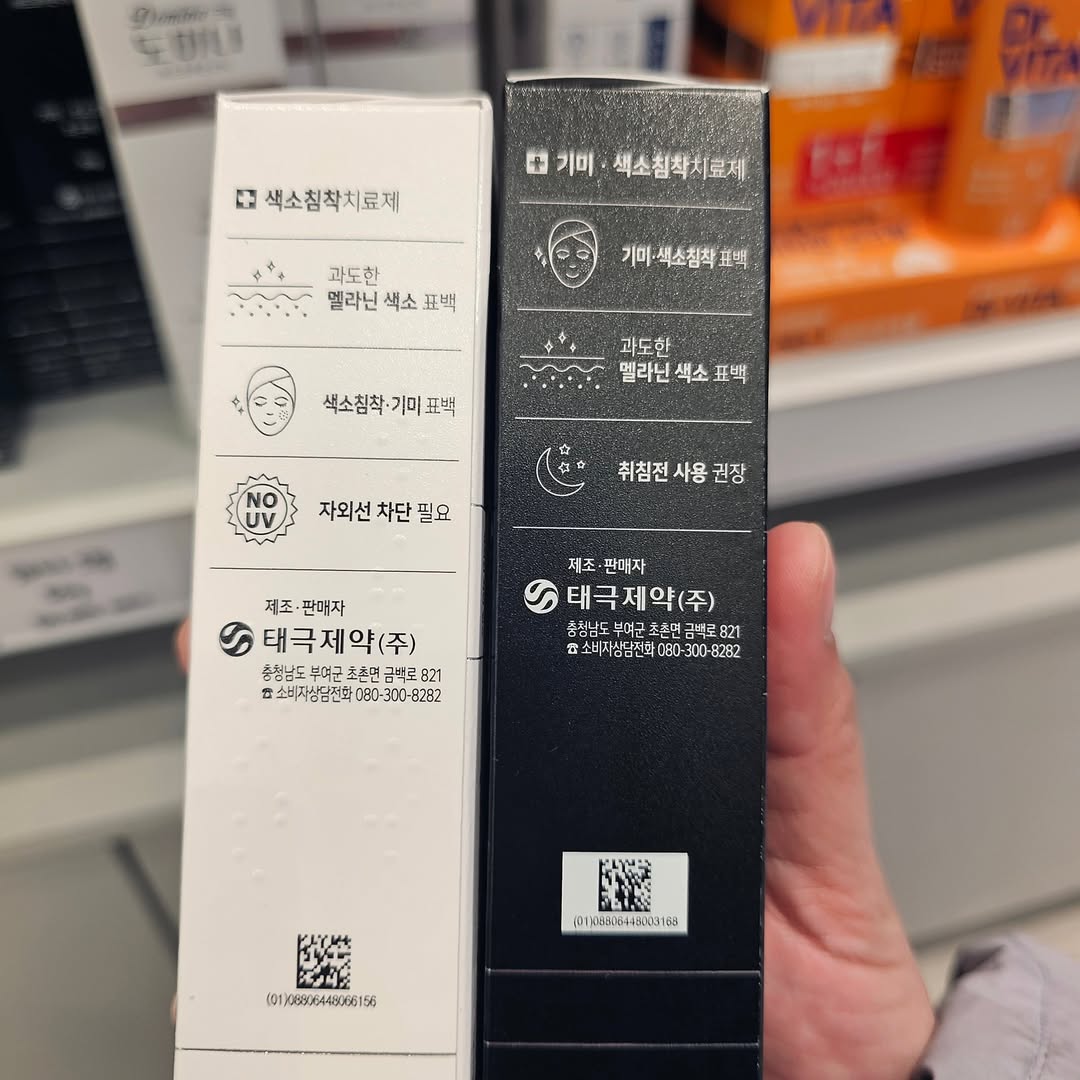 도미나
VITA
Dr.
VITA
색소침착치료제
과도한
멜라닌 색소 표백
색소침착·기미 표백
NO
UV
자외선 차단 필요
제조·판매자
태극제약(주)
충청남도 부여군 초촌면 금백로 821
☎ 소비자상담전화 080-300-8282
(01)08806448066156
기미·색소침착치료제
기미·색소침착 표백
과도한
멜라닌 색소 표백
취침전 사용 권장
제조·판매자
태극제약(주)
충청남도 부여군 초촌면 금백로 821
☎ 소비자상담전화 080-300-8282
(01)08806448003168